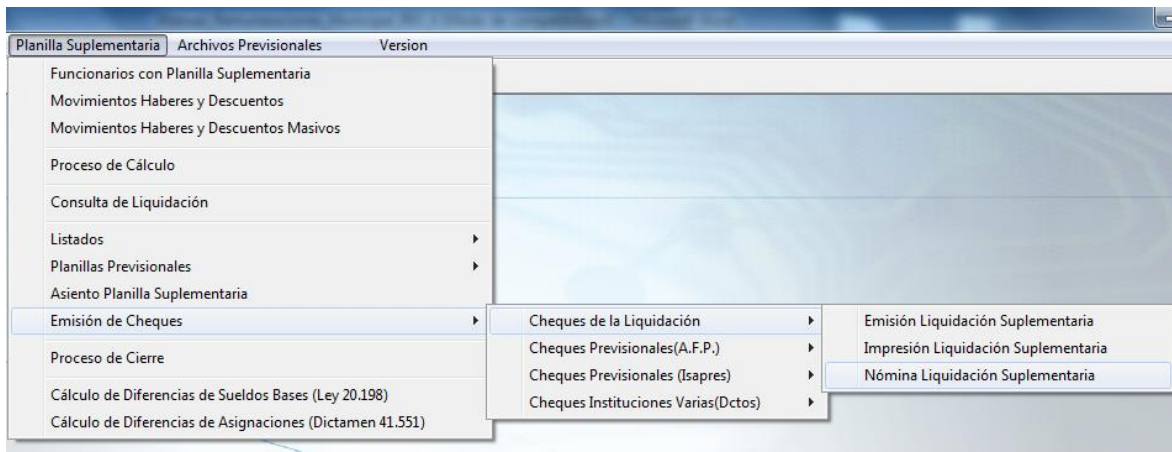 Planilla Suplementaria Archivos Previsionales Version
Funcionarios con Planilla Suplementaria
Movimientos Haberes y Descuentos
Movimientos Haberes y Descuentos Masivos
Proceso de Cálculo
Consulta de Liquidación
Listados
Planillas Previsionales
Asiento Planilla Suplementaria
Emisión de Cheques
Proceso de Cierre
Cálculo de Diferencias de Sueldos Bases (Ley 20.198)
Cálculo de Diferencias de Asignaciones (Dictamen 41.551)
Cheques de la Liquidación
Cheques Previsionales(A.F.P.)
Cheques Previsionales (Isapres)
Cheques Instituciones Varias(Dctos)
Emisión Liquidación Suplementaria
Impresión Liquidación Suplementaria
Nómina Liquidación Suplementaria